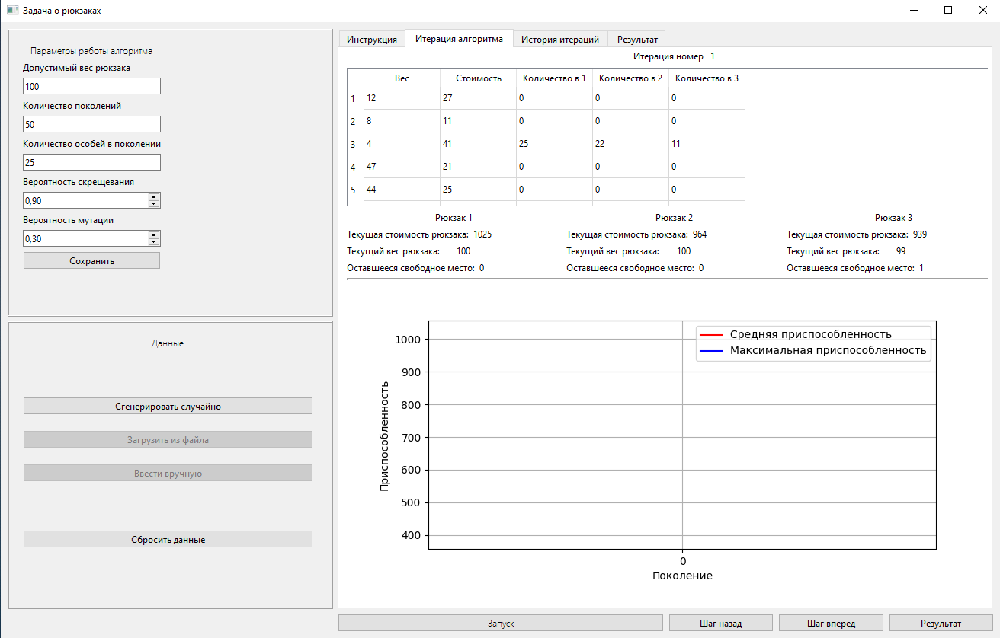 Задача о рюкзаках
Параметры работы алгоритма
Допустимый вес рюкзака
100
Количество поколений
50
Количество особей в поколении
25
Вероятность скрещевания
0,90
Вероятность мутации
0,30
Сохранить
Данные
Сгенерировать случайно
Загрузить из файла
Ввести вручную
Сбросить данные
Инструкция Итерация алгоритма История итераций Результат
Итерация номер 1
Вес Стоимость Количество в 1 Количество в 2 Количество в 3
1 12 27 0 0 0
2 8 11 0 0 0
3 4 41 25 22 11
4 47 21 0 0 0
5 44 25 0 0 0
Рюкзак 1 Рюкзак 2 Рюкзак 3
Текущая стоимость рюкзака: 1025 Текущая стоимость рюкзака: 964 Текущая стоимость рюкзака: 939
Текущий вес рюкзака: 100 Текущий вес рюкзака: 100 Текущий вес рюкзака: 99
Оставшееся свободное место: 0 Оставшееся свободное место: 0 Оставшееся свободное место: 1
Средняя приспособленность
Максимальная приспособленность
Приспособленность
1000
900
800
700
600
500
400
0
Поколение
Запуск Шаг назад Шаг вперед Результат